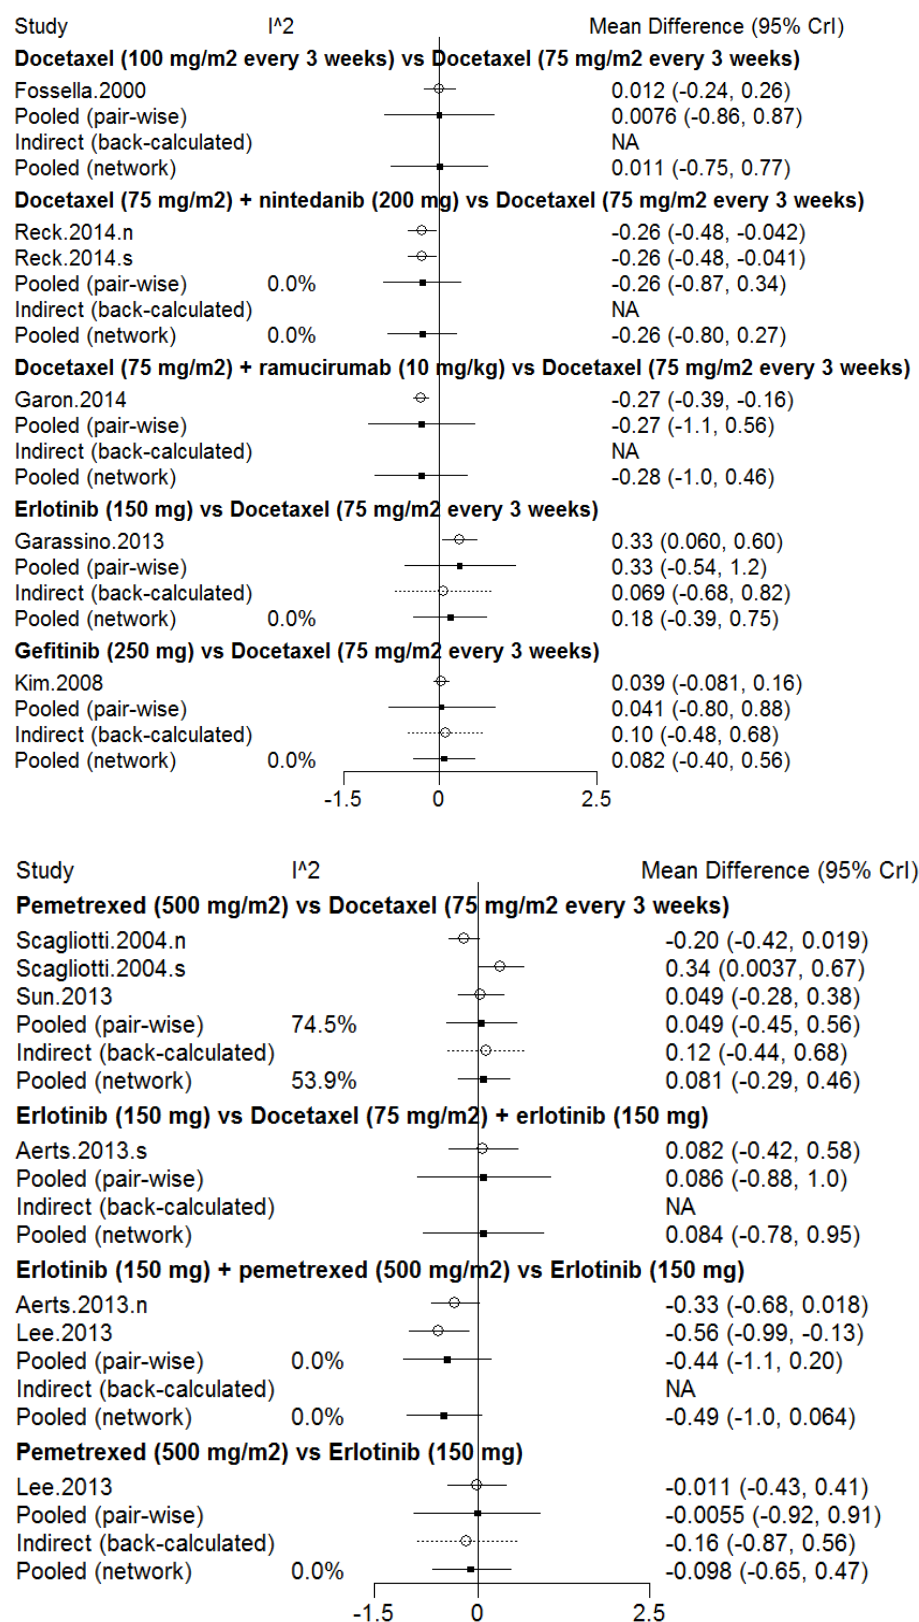 Study I^2 Mean Difference (95% CrI)
Docetaxel (100 mg/m2 every 3 weeks) vs Docetaxel (75 mg/m2 every 3 weeks)
Fossella.2000 0.012 (-0.24, 0.26)
Pooled (pair-wise) 0.0076 (-0.86, 0.87)
Indirect (back-calculated) NA
Pooled (network) 0.011 (-0.75, 0.77)
Docetaxel (75 mg/m2) + nintedanib (200 mg) vs Docetaxel (75 mg/m2 every 3 weeks)
Reck.2014.n -0.26 (-0.48, -0.042)
Reck.2014.s -0.26 (-0.48, -0.041)
Pooled (pair-wise) 0.0% -0.26 (-0.87, 0.34)
Indirect (back-calculated) NA
Pooled (network) 0.0% -0.26 (-0.80, 0.27)
Docetaxel (75 mg/m2) + ramucirumab (10 mg/kg) vs Docetaxel (75 mg/m2 every 3 weeks)
Garon.2014 -0.27 (-0.39, -0.16)
Pooled (pair-wise) -0.27 (-1.1, 0.56)
Indirect (back-calculated) NA
Pooled (network) -0.28 (-1.0, 0.46)
Erlotinib (150 mg) vs Docetaxel (75 mg/m2 every 3 weeks)
Garassino.2013 0.33 (0.060, 0.60)
Pooled (pair-wise) 0.33 (-0.54, 1.2)
Indirect (back-calculated) 0.069 (-0.68, 0.82)
Pooled (network) 0.0% 0.18 (-0.39, 0.75)
Gefitinib (250 mg) vs Docetaxel (75 mg/m2 every 3 weeks)
Kim.2008 0.039 (-0.081, 0.16)
Pooled (pair-wise) 0.041 (-0.80, 0.88)
Indirect (back-calculated) 0.10 (-0.48, 0.68)
Pooled (network) 0.0% 0.082 (-0.40, 0.56)
-1.5 0 2.5
Study I^2 Mean Difference (95% CrI)
Pemetrexed (500 mg/m2) vs Docetaxel (75 mg/m2 every 3 weeks)
Scagliotti.2004.n -0.20 (-0.42, 0.019)
Scagliotti.2004.s 0.34 (0.0037, 0.67)
Sun.2013 0.049 (-0.28, 0.38)
Pooled (pair-wise) 74.5% 0.049 (-0.45, 0.56)
Indirect (back-calculated) 0.12 (-0.44, 0.68)
Pooled (network) 53.9% 0.081 (-0.29, 0.46)
Erlotinib (150 mg) vs Docetaxel (75 mg/m2) + erlotinib (150 mg)
Aerts.2013.s 0.082 (-0.42, 0.58)
Pooled (pair-wise) 0.086 (-0.88, 1.0)
Indirect (back-calculated) NA
Pooled (network) 0.084 (-0.78, 0.95)
Erlotinib (150 mg) + pemetrexed (500 mg/m2) vs Erlotinib (150 mg)
Aerts.2013.n -0.33 (-0.68, 0.018)
Lee.2013 -0.56 (-0.99, -0.13)
Pooled (pair-wise) 0.0% -0.44 (-1.1, 0.20)
Indirect (back-calculated) NA
Pooled (network) 0.0% -0.49 (-1.0, 0.064)
Pemetrexed (500 mg/m2) vs Erlotinib (150 mg)
Lee.2013 -0.011 (-0.43, 0.41)
Pooled (pair-wise) -0.0055 (-0.92, 0.91)
Indirect (back-calculated) -0.16 (-0.87, 0.56)
Pooled (network) 0.0% -0.098 (-0.65, 0.47)
-1.5 0 2.5